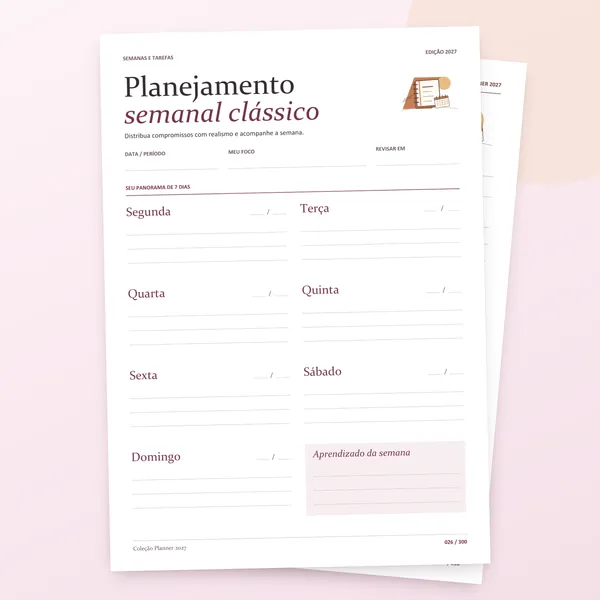 SEMANAS E TAREFAS
EDIÇÃO 2027
Planejamento
semanal clássico
Distribua compromissos com realismo e acompanhe a semana.
DATA / PERÍODO
MEU FOCO
REVISAR EM
SEU PANORAMA DE 7 DIAS
Segunda
/
Terça
/
Quarta
/
Quinta
/
Sexta
/
Sábado
/
Domingo
/
Aprendizado da semana
Coleção Planner 2027
026 / 300
2027